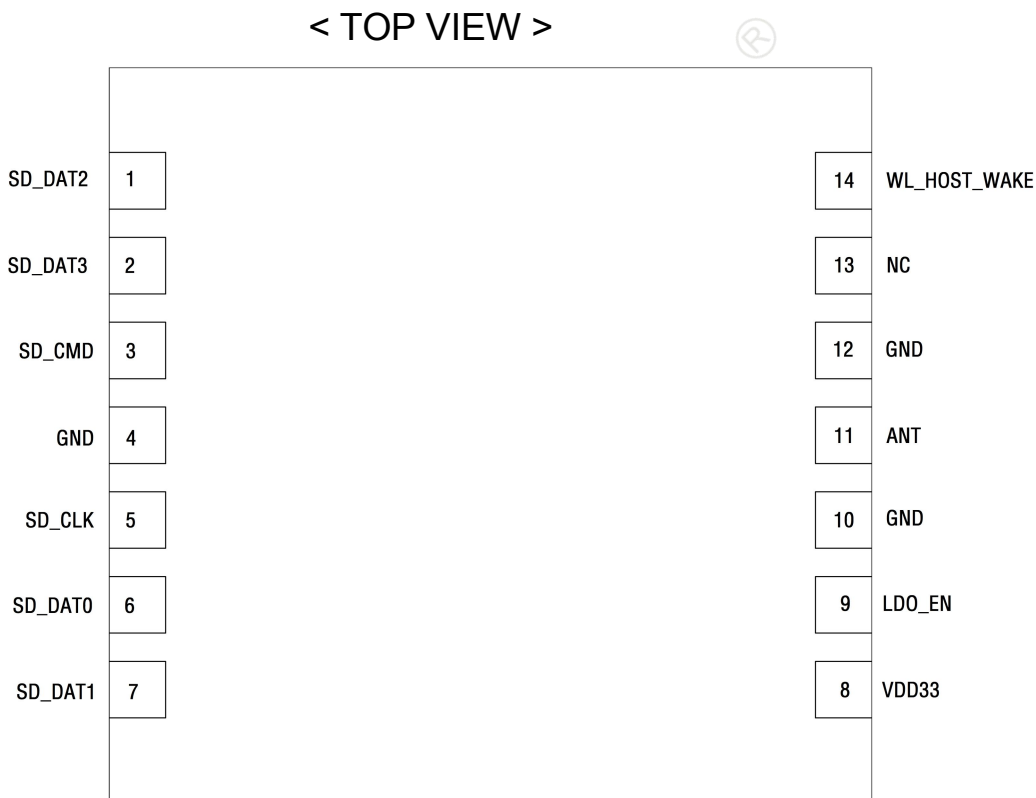 < TOP VIEW >
®
SD_DAT2 1
14 WL_HOST_WAKE
SD_DAT3 2
13 NC
SD_CMD 3
12 GND
GND 4
11 ANT
SD_CLK 5
10 GND
SD_DAT0 6
9 LDO_EN
SD_DAT1 7
8 VDD33